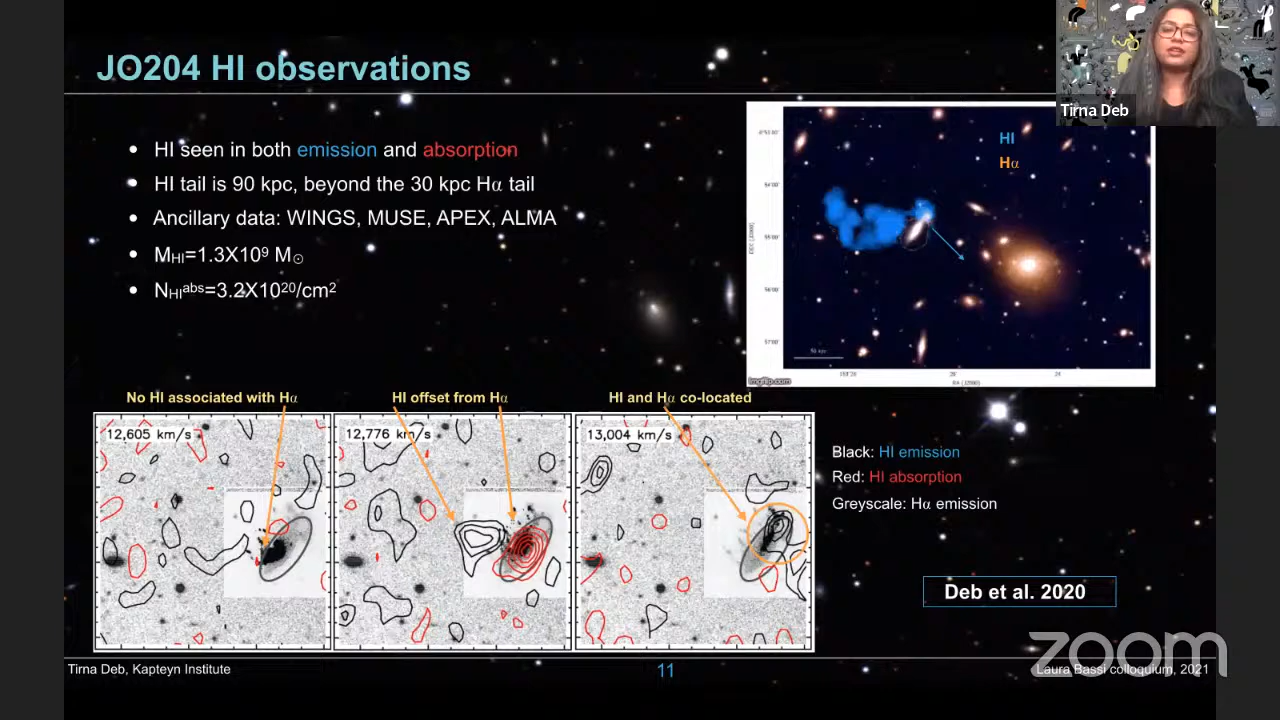 JO204 HI observations
Tirna Deb
HI seen in both emission and absorption
HI tail is 90 kpc, beyond the 30 kpc Hα tail
Ancillary data: WINGS, MUSE, APEX, ALMA
MHI=1.3X10⁹ M☉
NHIᵃᵇˢ=3.2X10²⁰/cm²
HI
Hα
imgflip.com
No HI associated with Hα
HI offset from Hα
HI and Hα co-located
12,605 km/s
12,776 km/s
13,004 km/s
Black: HI emission
Red: HI absorption
Greyscale: Hα emission
Deb et al. 2020
zoom
Tirna Deb, Kapteyn Institute
11
Laura Bassi colloquium, 2021